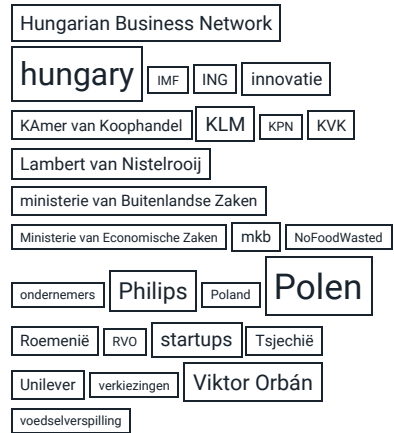 Hungarian Business Network
hungary IMF ING innovatie
KAmer van Koophandel KLM KPN KVK
Lambert van Nistelrooij
ministerie van Buitenlandse Zaken
Ministerie van Economische Zaken mkb NoFoodWasted
ondernemers Philips Poland Polen
Roemenië RVO startups Tsjechië
Unilever verkiezingen Viktor Orbán
voedselverspilling